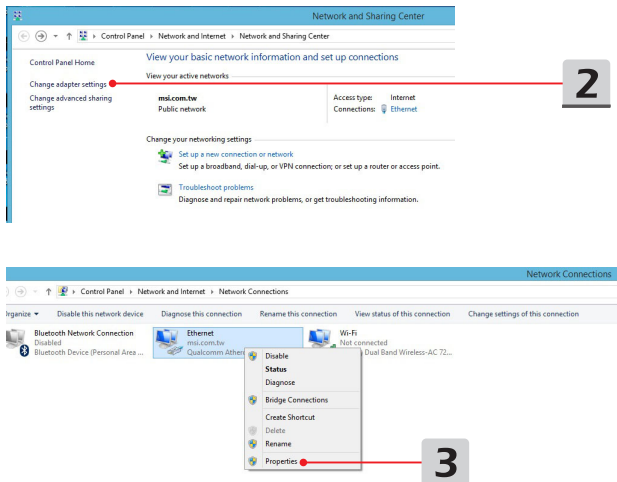 Network and Sharing Center
Control Panel ▸ Network and Internet ▸ Network and Sharing Center
Control Panel Home
Change adapter settings
Change advanced sharing
settings
View your basic network information and set up connections
View your active networks
msi.com.tw
Public network
Access type: Internet
Connections: Ethernet
Change your networking settings
Set up a new connection or network
Set up a broadband, dial-up, or VPN connection; or set up a router or access point.
Troubleshoot problems
Diagnose and repair network problems, or get troubleshooting information.
2
Network Connections
Control Panel ▸ Network and Internet ▸ Network Connections
Organize ▾ Disable this network device Diagnose this connection Rename this connection View status of this connection Change settings of this connection
Bluetooth Network Connection
Disabled
Bluetooth Device (Personal Area ...
Ethernet
msi.com.tw
Qualcomm Ather
Wi-Fi
Not connected
Dual Band Wireless-AC 72...
Disable
Status
Diagnose
Bridge Connections
Create Shortcut
Delete
Rename
Properties
3